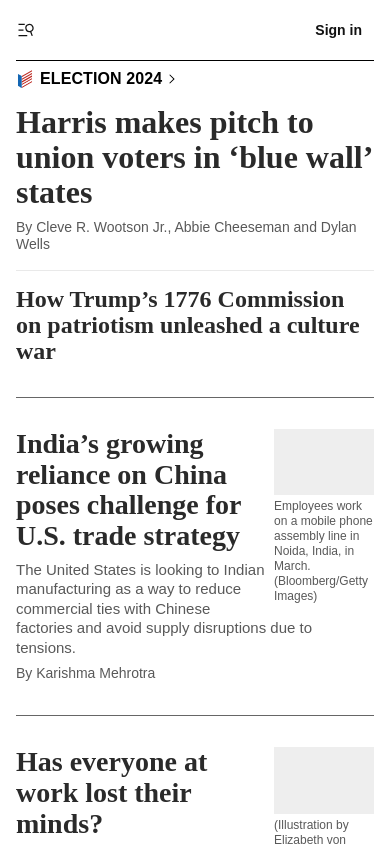 Sign in
ELECTION 2024
Harris makes pitch to
union voters in ‘blue wall’
states
By Cleve R. Wootson Jr., Abbie Cheeseman and Dylan
Wells
How Trump’s 1776 Commission
on patriotism unleashed a culture
war
India’s growing
reliance on China
poses challenge for
U.S. trade strategy
The United States is looking to Indian
manufacturing as a way to reduce
commercial ties with Chinese
factories and avoid supply disruptions due to
tensions.
By Karishma Mehrotra
Employees work
on a mobile phone
assembly line in
Noida, India, in
March.
(Bloomberg/Getty
Images)
Has everyone at
work lost their
minds?
(Illustration by
Elizabeth von